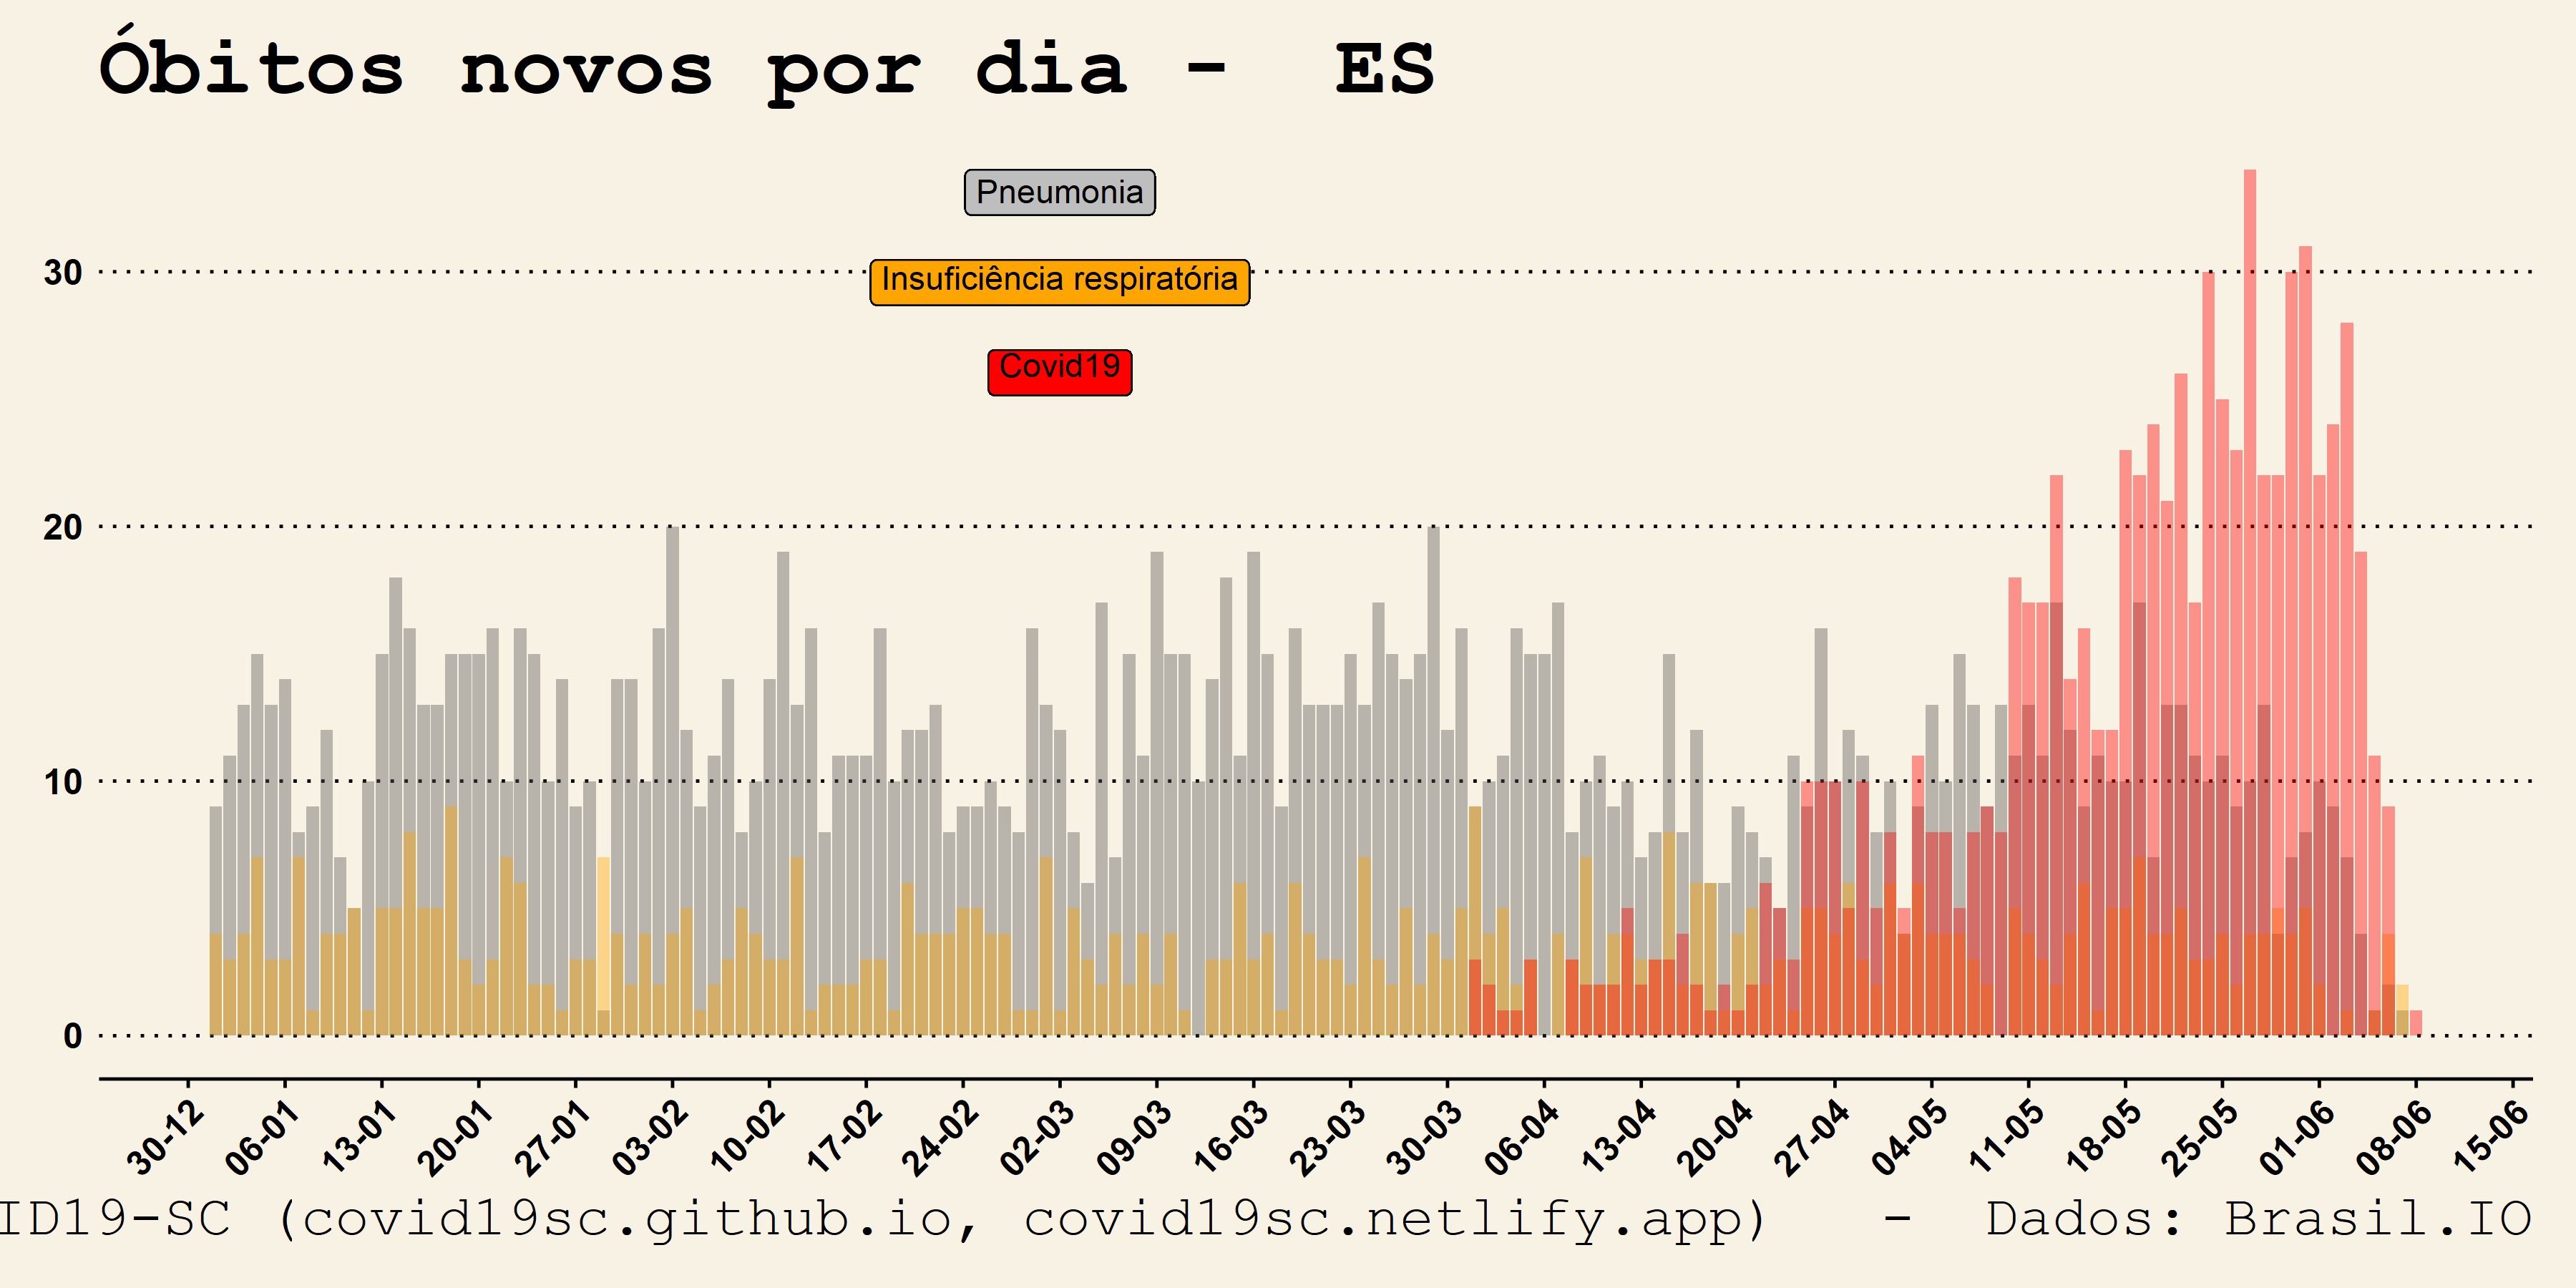 Óbitos novos por dia - ES
Pneumonia
Insuficiência respiratória
Covid19
30
20
10
0
30-12 06-01 13-01 20-01 27-01 03-02 10-02 17-02 24-02 02-03 09-03 16-03 23-03 30-03 06-04 13-04 20-04 27-04 04-05 11-05 18-05 25-05 01-06 08-06 15-06
ID19-SC (covid19sc.github.io, covid19sc.netlify.app) - Dados: Brasil.IO